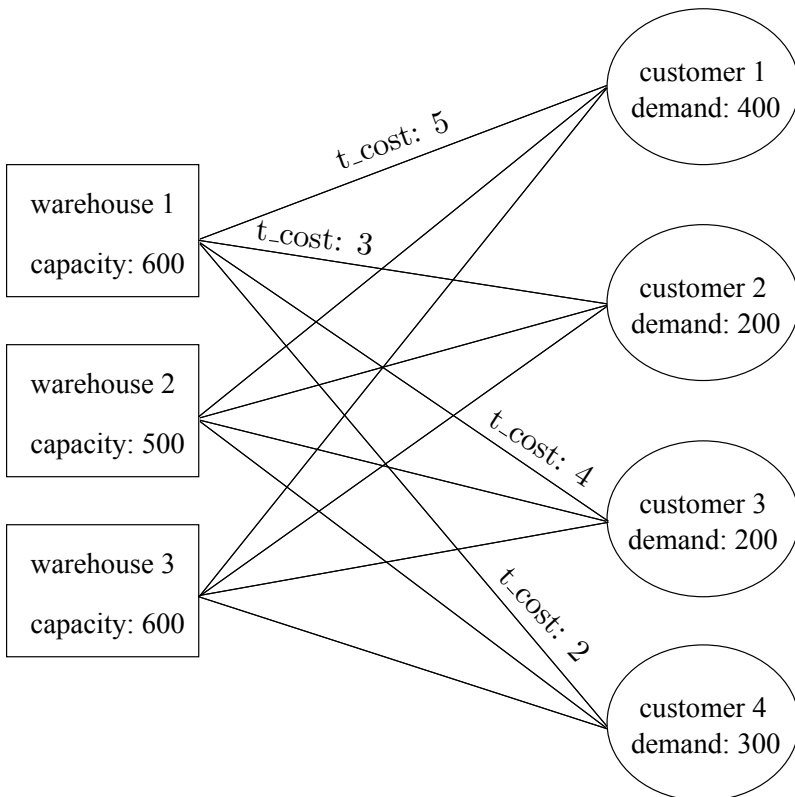 customer 1
demand: 400
t_cost: 5
warehouse 1
capacity: 600
t_cost: 3
customer 2
demand: 200
warehouse 2
capacity: 500
t_cost: 4
customer 3
demand: 200
warehouse 3
capacity: 600
t_cost: 2
customer 4
demand: 300